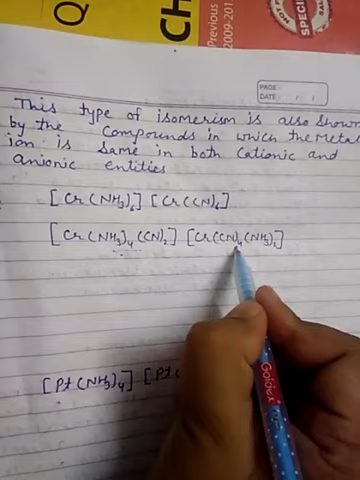 Q
CH
Previous
2009-201
SPECI
PAGE:
DATE: / /
This type of isomerism is also shown
by the Compounds in which the metal
ion is same in both Cationic and
anionic entities
[Cr(NH₃)₆] [Cr(CN)₆]
[Cr(NH₃)₄(CN)₂] [Cr(CN)₄(NH₃)₂]
[Pt(NH₃)₄] [Pt
Goldex